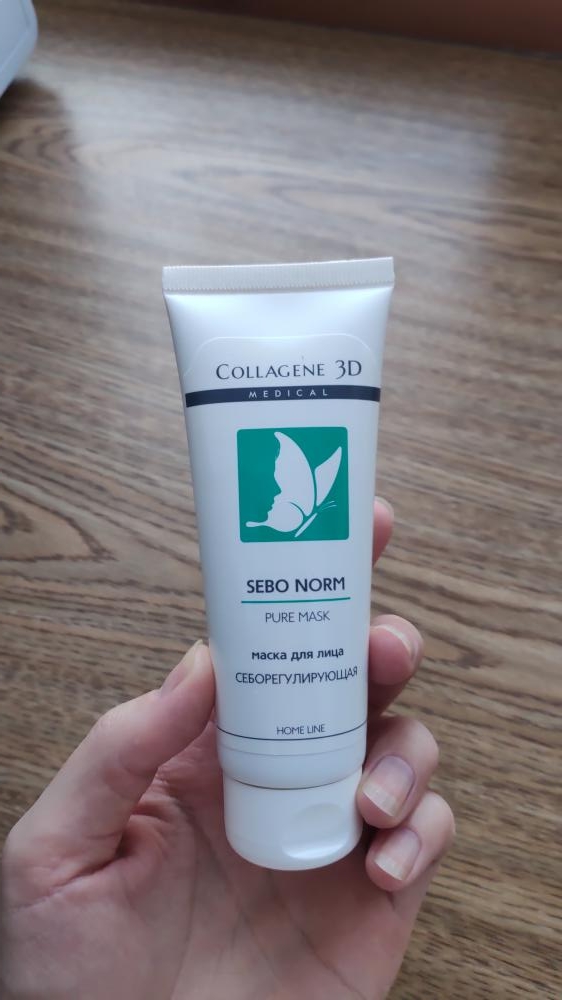 COLLAGENE 3D
MEDICAL
SEBO NORM
PURE MASK
маска для лица
СЕБОРЕГУЛИРУЮЩАЯ
HOME LINE